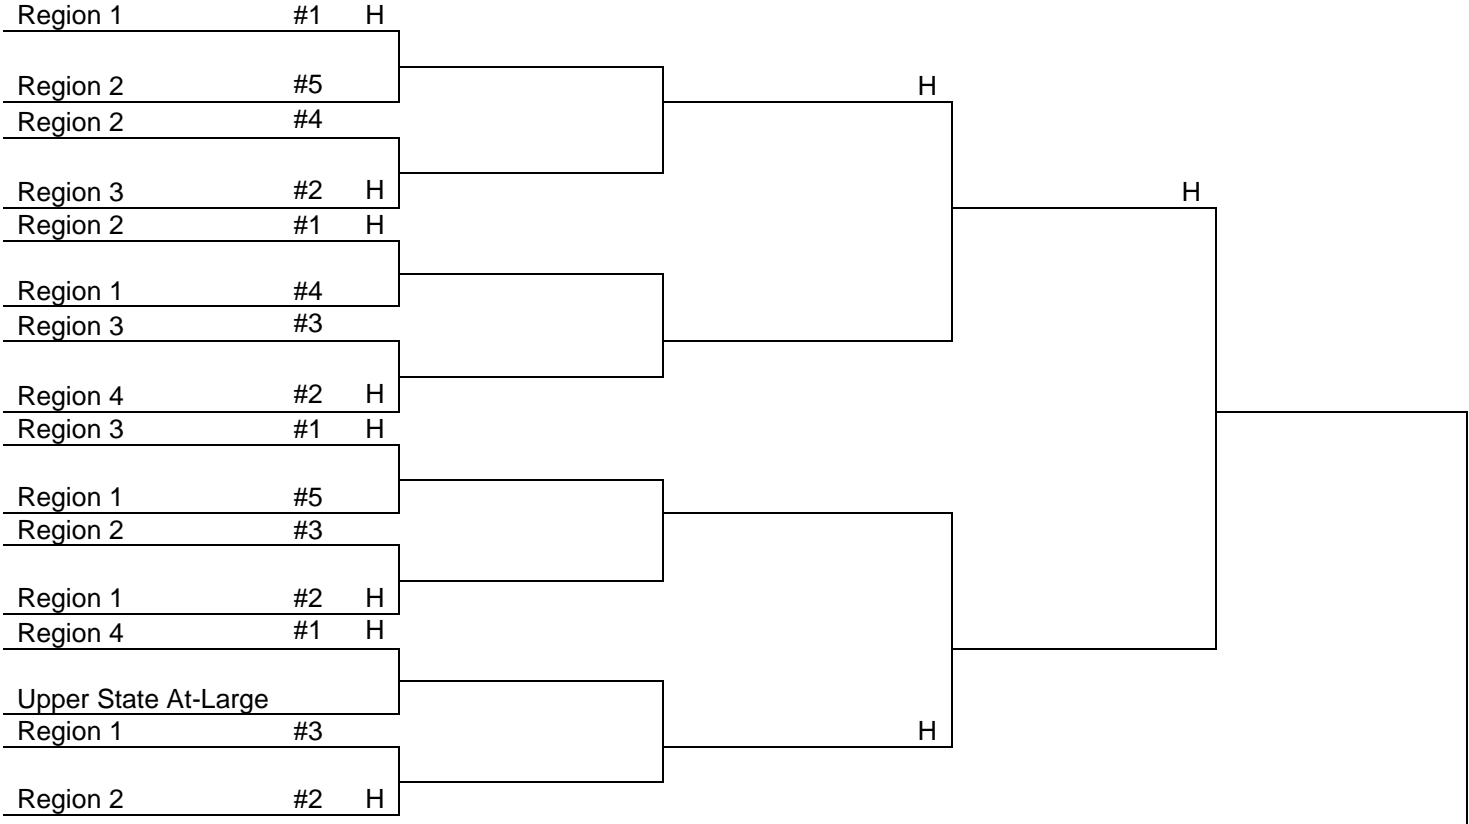 Region 1 #1 H
Region 2 #5
H
Region 2 #4
Region 3 #2 H
H
Region 2 #1 H
Region 1 #4
Region 3 #3
Region 4 #2 H
Region 3 #1 H
Region 1 #5
Region 2 #3
Region 1 #2 H
Region 4 #1 H
Upper State At-Large
Region 1 #3
H
Region 2 #2 H